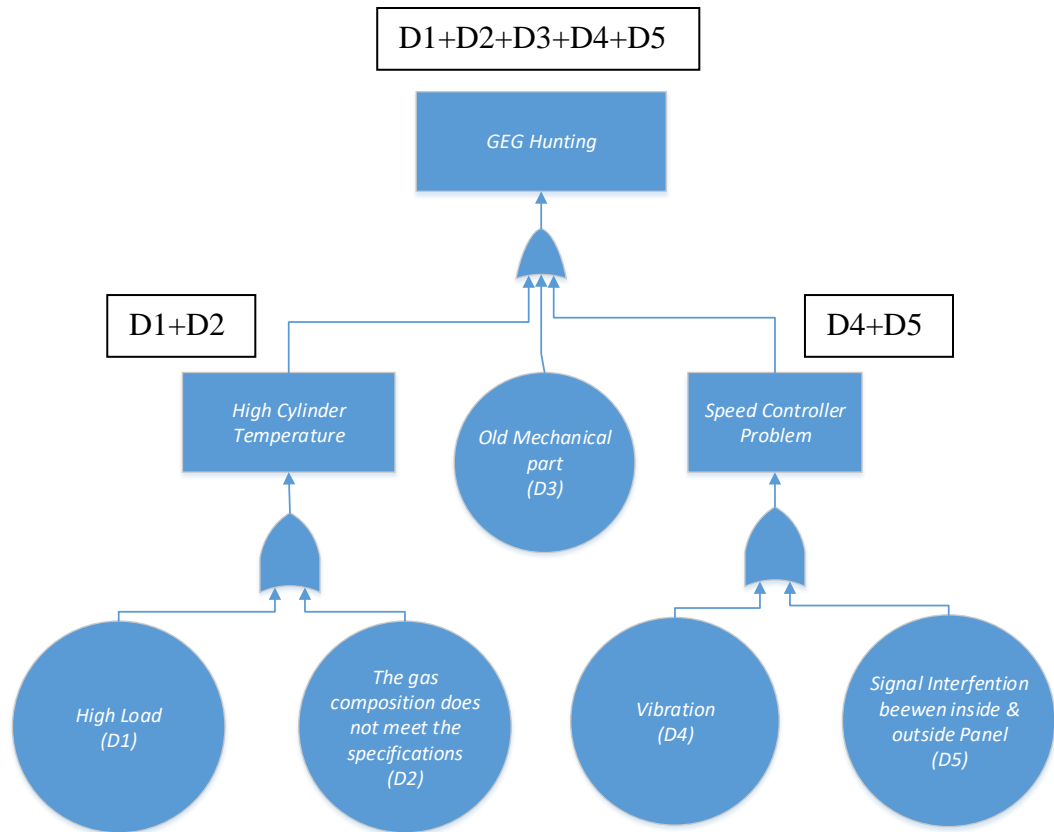 D1+D2+D3+D4+D5
GEG Hunting
D1+D2
D4+D5
High Cylinder
Temperature
Old Mechanical
part
(D3)
Speed Controller
Problem
High Load
(D1)
The gas
composition does
not meet the
specifications
(D2)
Vibration
(D4)
Signal Interfention
beewen inside &
outside Panel
(D5)